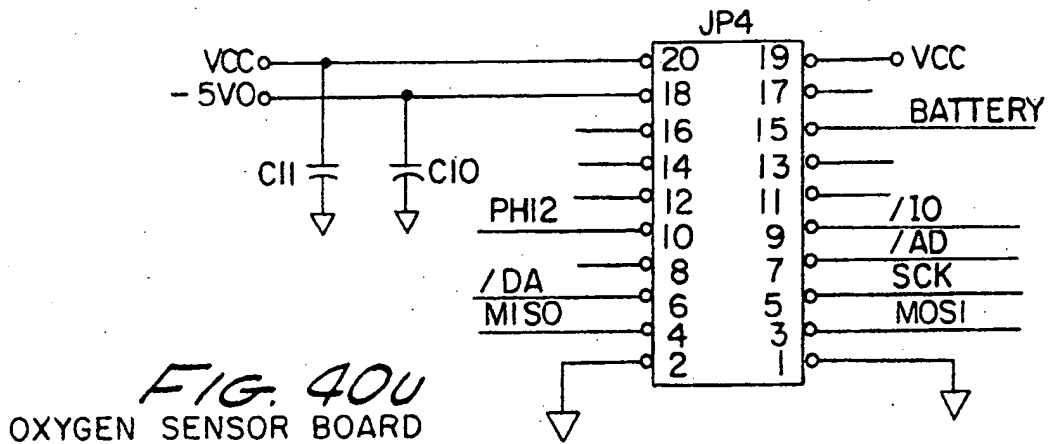 JP4
VCC 20 19 VCC
-5V0 18 17
16 15 BATTERY
14 13
C11 C10
12 11
PHI2 10 9 /IO
8 7 /AD
/DA 6 5 SCK
MISO 4 3 MOSI
2 1
FIG. 40U
OXYGEN SENSOR BOARD